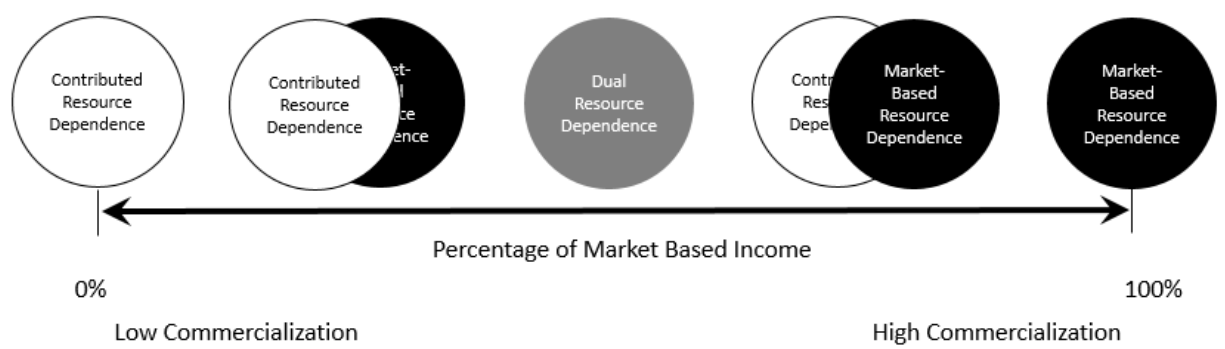 Contributed
Resource
Dependence
Contributed
Resource
Dependence
Dual
Resource
Dependence
Market-
Based
Resource
Dependence
Market-
Based
Resource
Dependence
Percentage of Market Based Income
0%
100%
Low Commercialization
High Commercialization